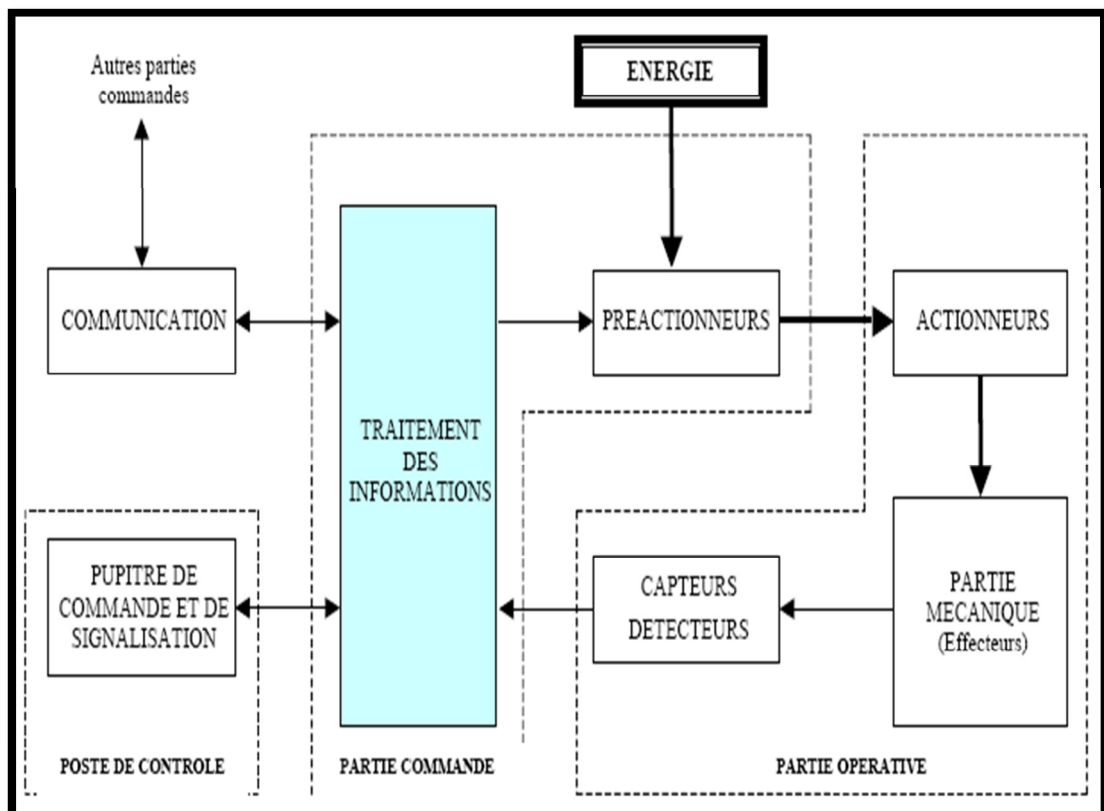 Autres parties
commandes
ENERGIE
COMMUNICATION
PREACTIONNEURS
ACTIONNEURS
TRAITEMENT
DES
INFORMATIONS
PUPITRE DE
COMMANDE ET DE
SIGNALISATION
CAPTEURS
DETECTEURS
PARTIE
MECANIQUE
(Effecteurs)
POSTE DE CONTROLE
PARTIE COMMANDE
PARTIE OPERATIVE